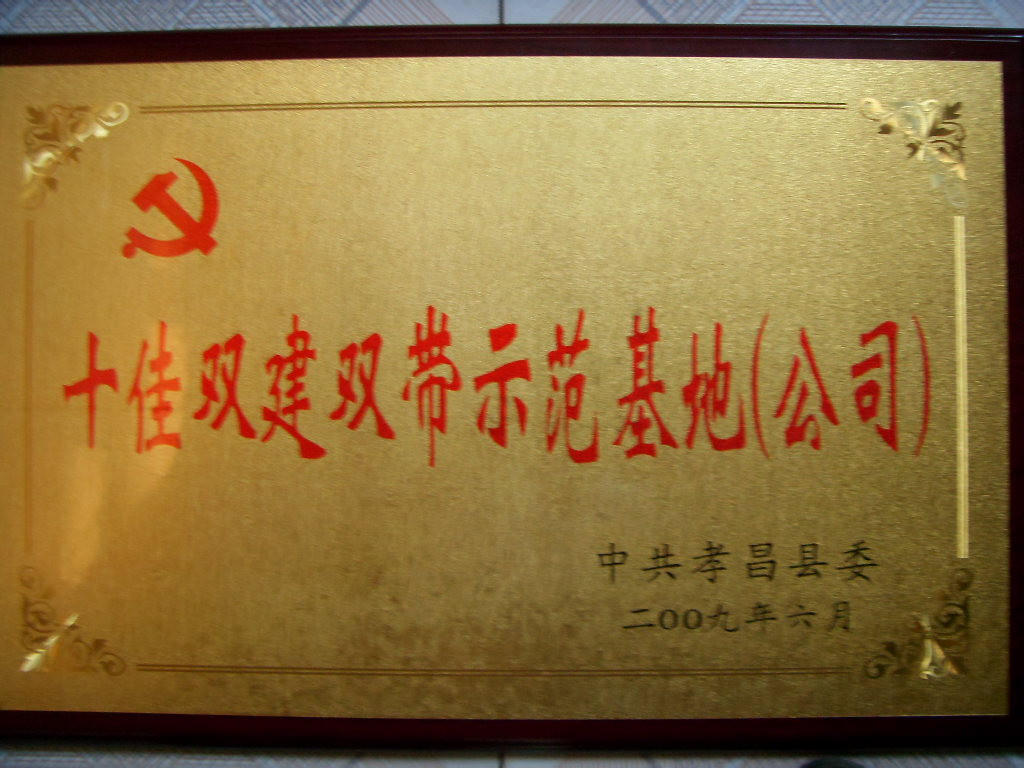 十佳双建双带示范基地(公司)
中共孝昌县委
二OO九年六月